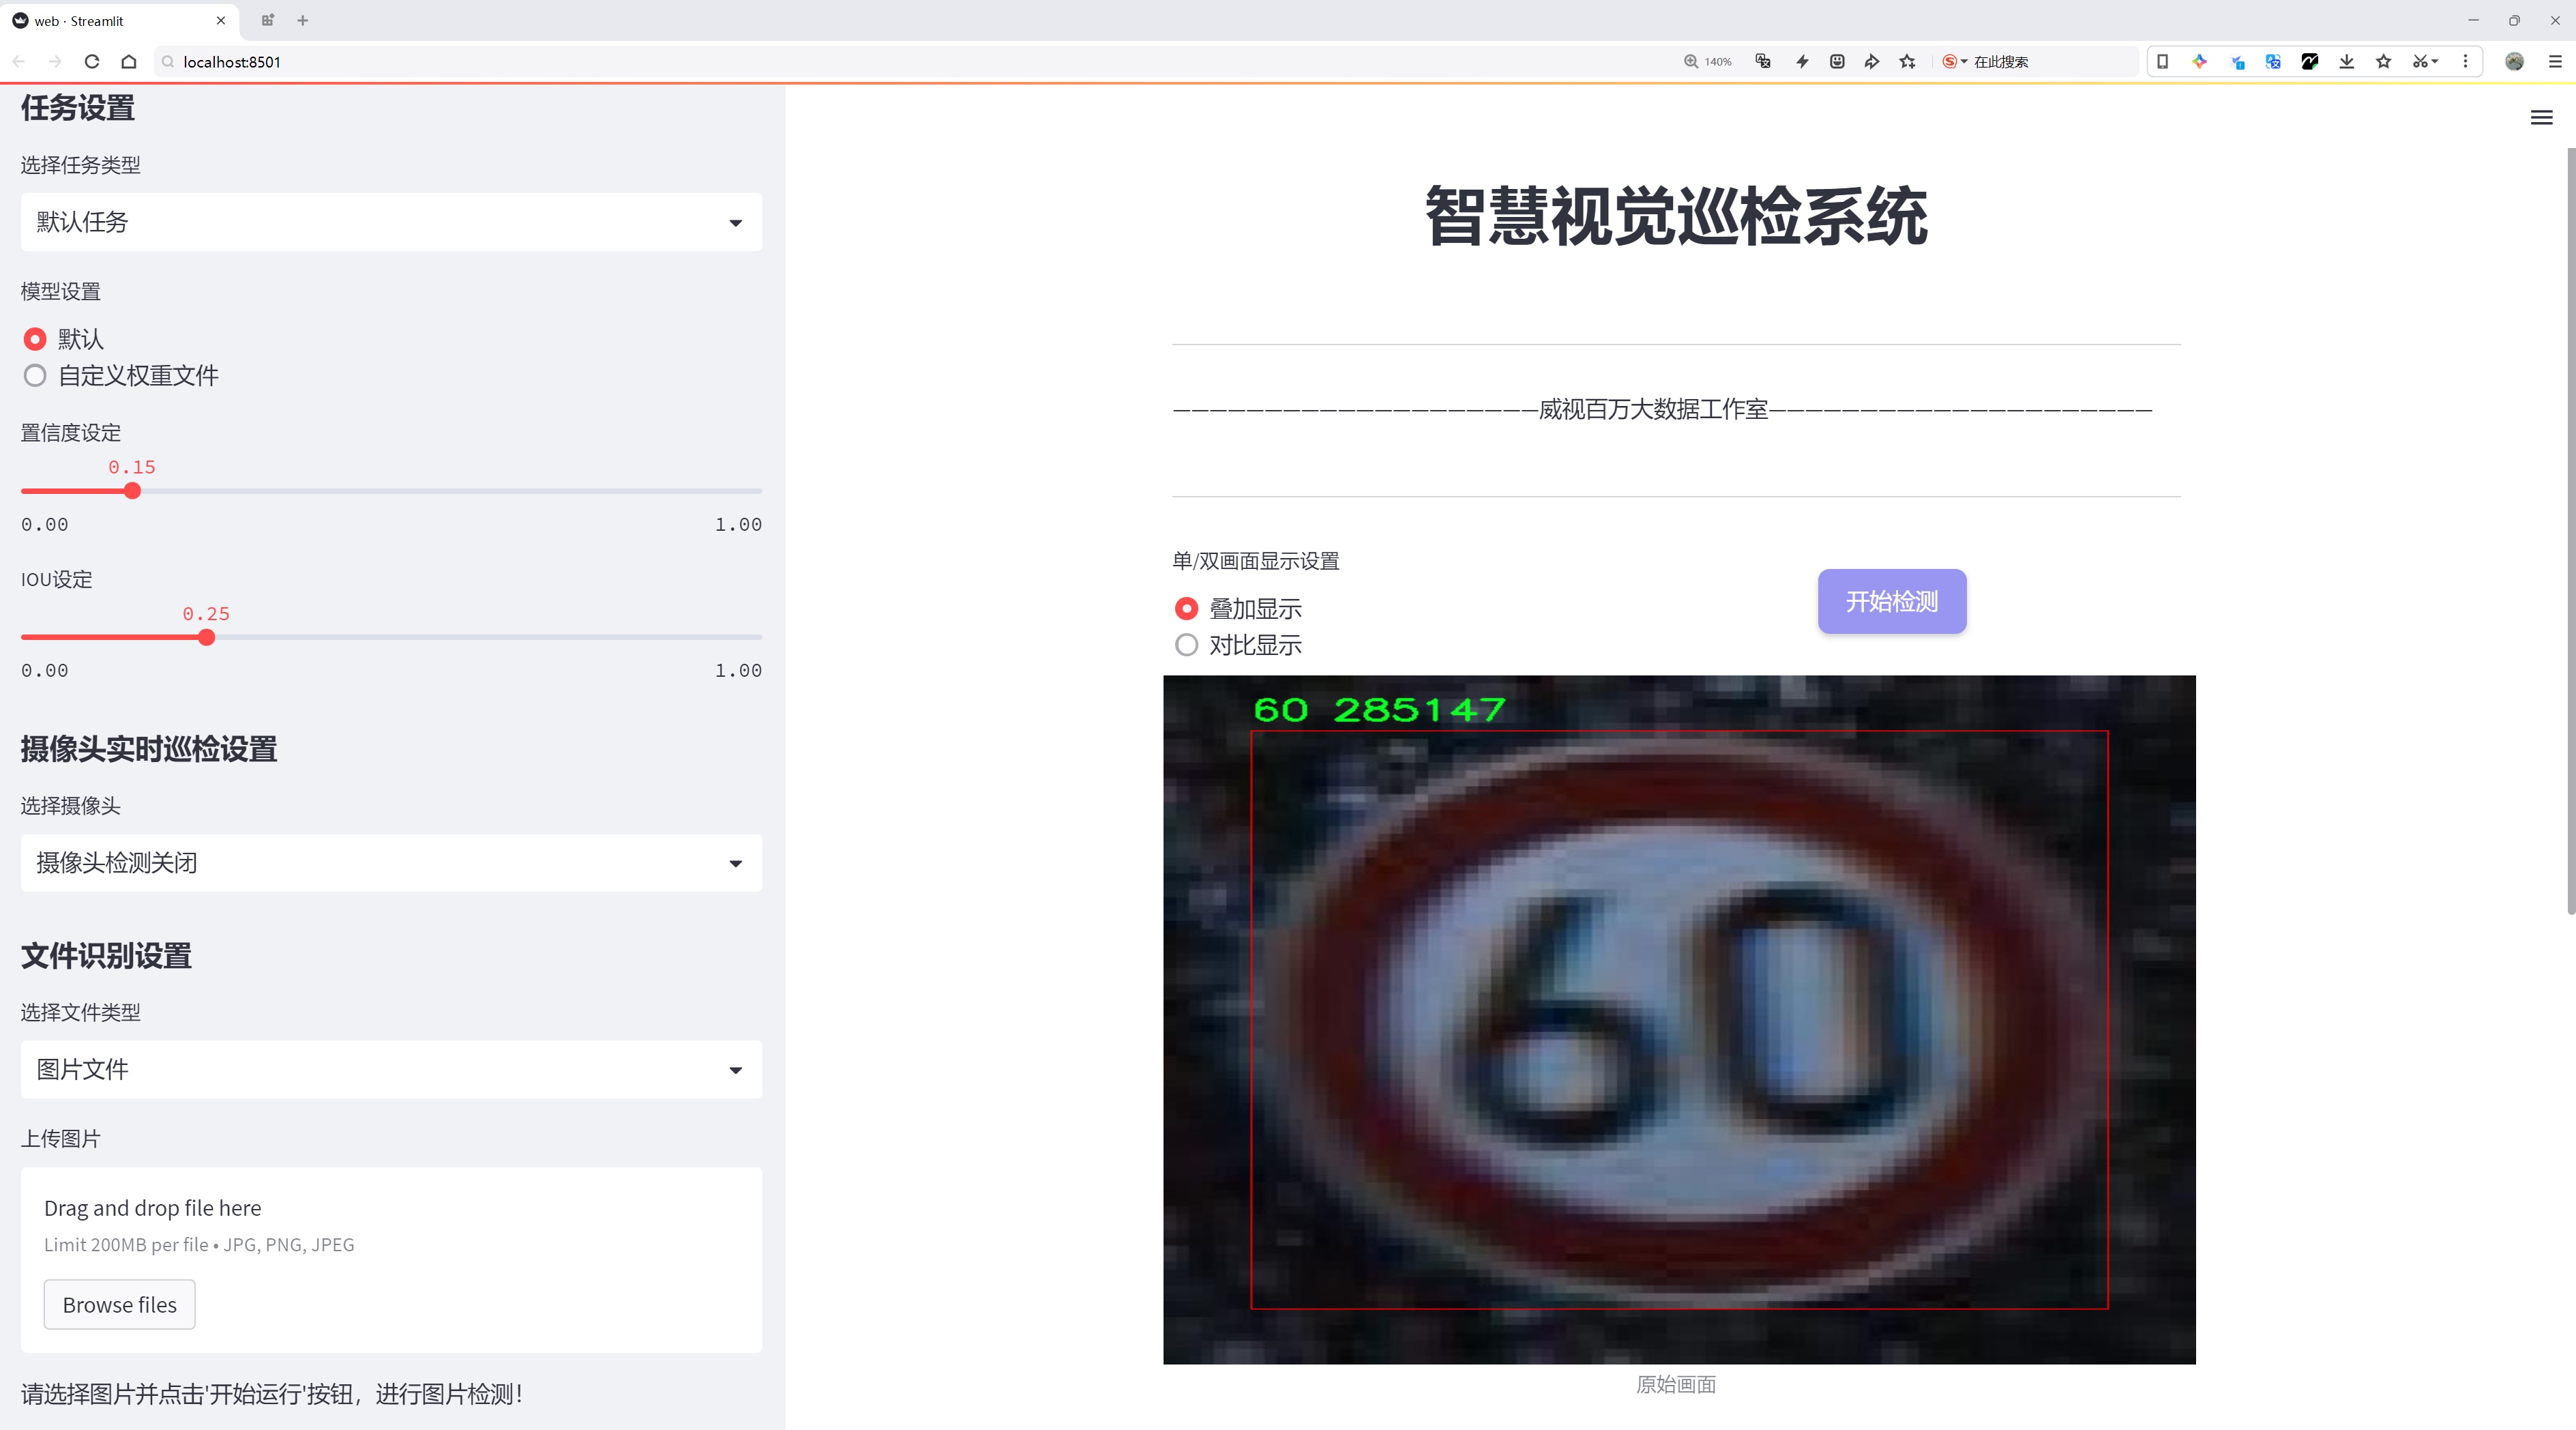 web · Streamlit
localhost:8501
140%
在此搜索
任务设置
选择任务类型
默认任务
模型设置
默认
自定义权重文件
置信度设定
0.15
0.00 1.00
IOU设定
0.25
0.00 1.00
摄像头实时巡检设置
选择摄像头
摄像头检测关闭
文件识别设置
选择文件类型
图片文件
上传图片
Drag and drop file here
Limit 200MB per file • JPG, PNG, JPEG
Browse files
请选择图片并点击'开始运行'按钮，进行图片检测！
智慧视觉巡检系统
————————————————————威视百万大数据工作室—————————————————————
单/双画面显示设置
叠加显示
对比显示
开始检测
60 285147
60
原始画面